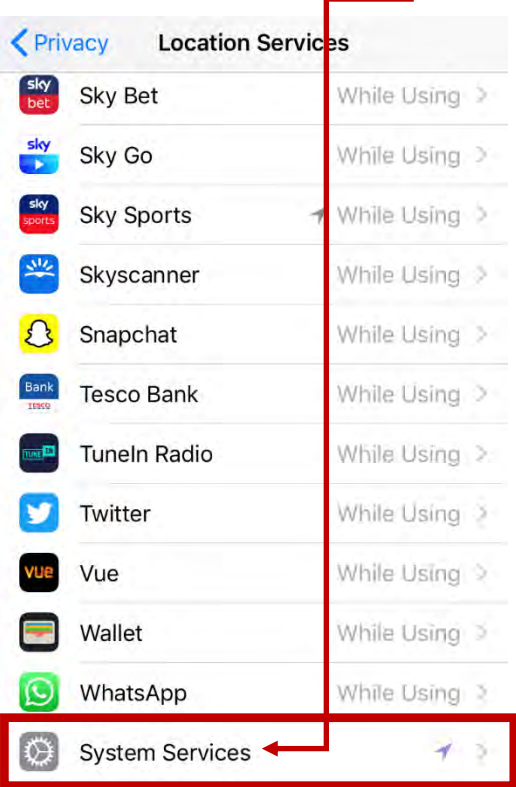 Privacy Location Services
sky bet Sky Bet While Using
sky Sky Go While Using
sky sports Sky Sports While Using
Skyscanner While Using
Snapchat While Using
Bank TESCO Tesco Bank While Using
TUNE IN TuneIn Radio While Using
Twitter While Using
vue Vue While Using
Wallet While Using
WhatsApp While Using
System Services